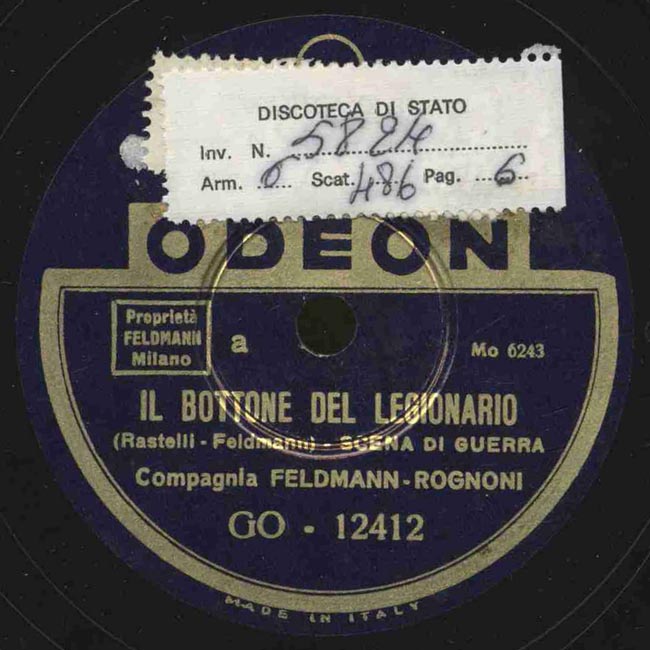 DISCOTECA DI STATO
Inv. N. 5824
Arm. 6 Scat. 486 Pag. 6
ODEON
Proprietà
FELDMANN
Milano
a
Mo 6243
IL BOTTONE DEL LEGIONARIO
(Rastelli - Feldmann) - SCENA DI GUERRA
Compagnia FELDMANN - ROGNONI
GO - 12412
MADE IN ITALY